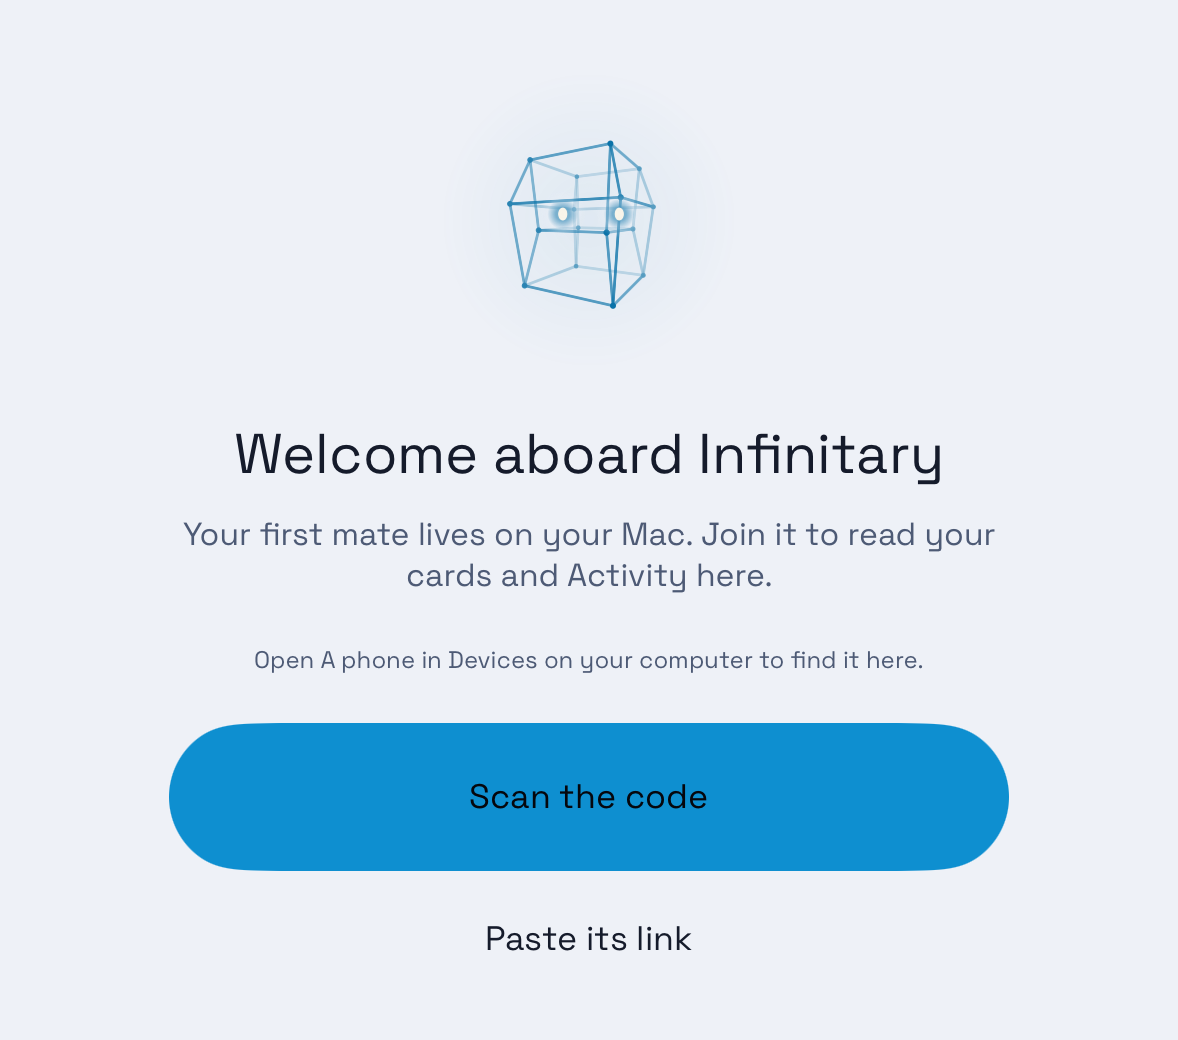 Welcome aboard Infinitary
Your first mate lives on your Mac. Join it to read your
cards and Activity here.
Open A phone in Devices on your computer to find it here.
Scan the code
Paste its link